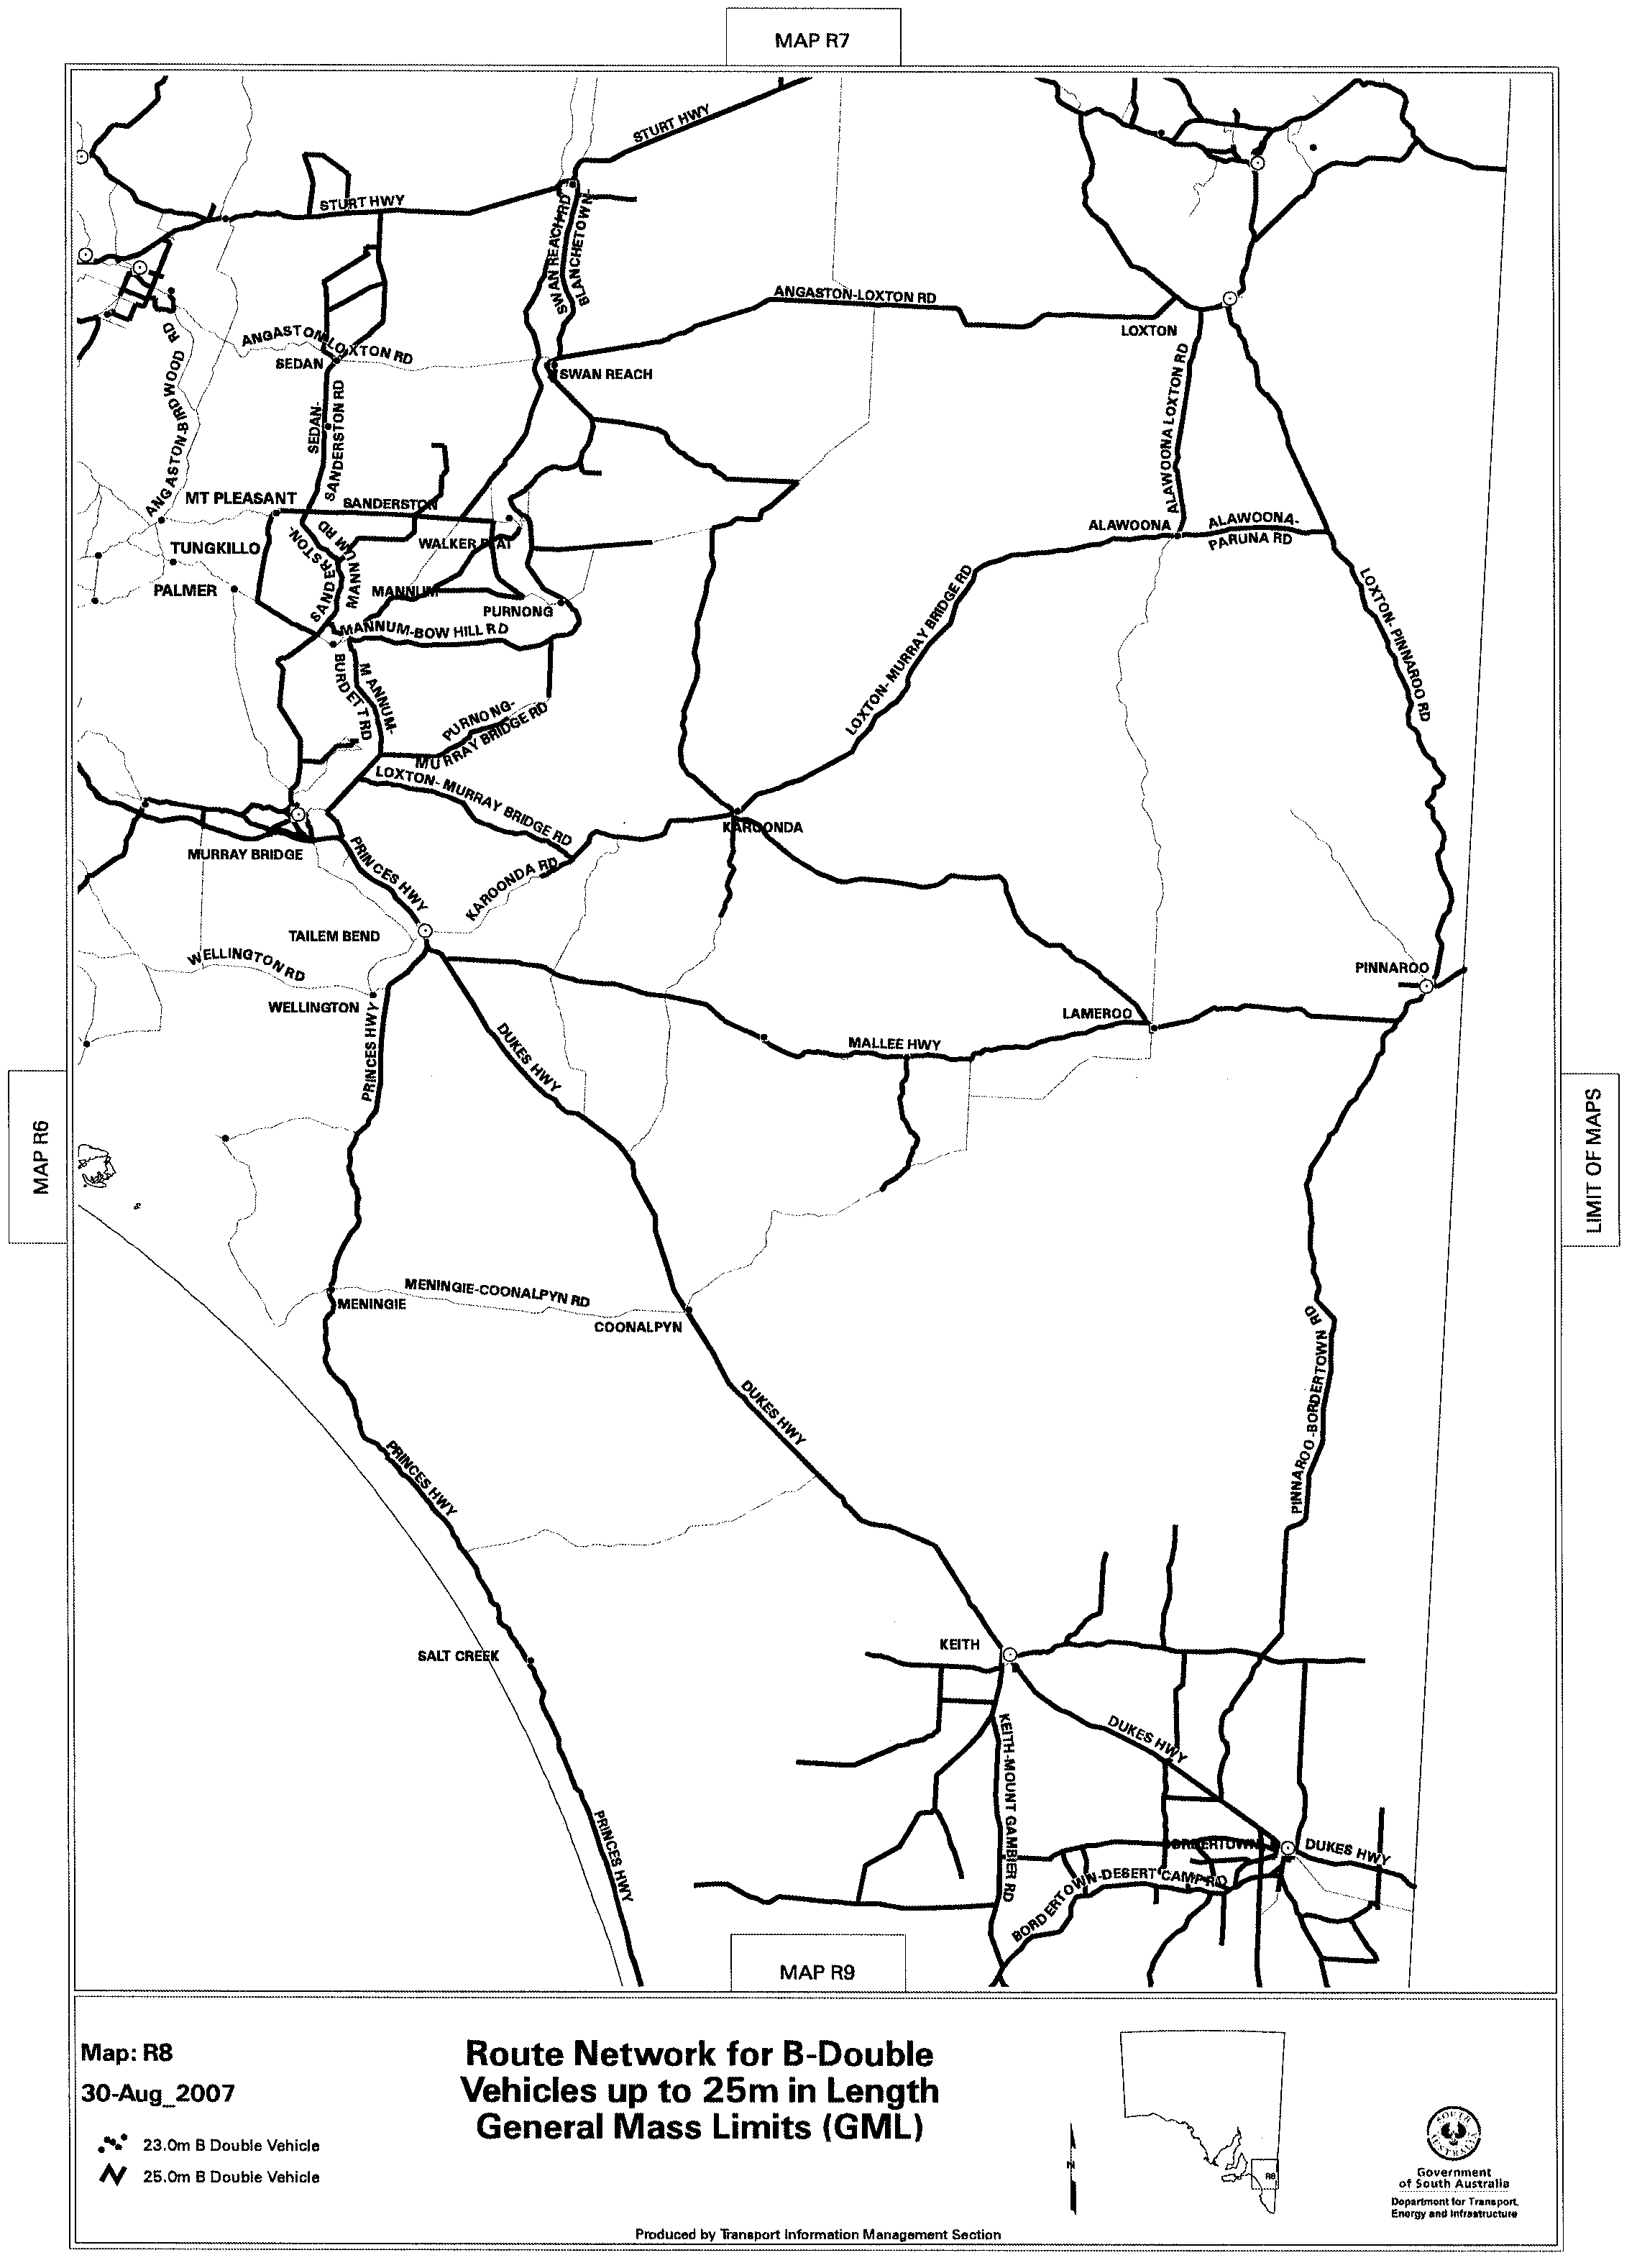 MAP R7
STURT HWY
STURT HWY
SWAN REACH RD
BLANCHETOWN-
ANGASTON-LOXTON RD
LOXTON
ANGASTON-LOXTON RD
SEDAN
SWAN REACH
ANGASTON-BIRDWOOD RD
SEDAN-
SANDERSTON RD
ALAWOONA LOXTON RD
MT PLEASANT
SANDERSTON
SANDERSTON-
MANNUM RD
WALKER FLAT
ALAWOONA
ALAWOONA-
PARUNA RD
TUNGKILLO
PALMER
SANDERSTON-
MANNUM
MANNUM
PURNONG
MANNUM-BOW HILL RD
LOXTON-MURRAY BRIDGE RD
LOXTON-PINNAROO RD
BURDETT RD
MANNUM-
PURNONG-
MURRAY BRIDGE RD
LOXTON-MURRAY BRIDGE RD
KAROONDA
MURRAY BRIDGE
PRINCES HWY
KAROONDA RD
TAILEM BEND
WELLINGTON RD
WELLINGTON
PINNAROO
LAMEROO
PRINCES HWY
DUKES HWY
MALLEE HWY
MAP R6
LIMIT OF MAPS
MENINGIE-COONALPYN RD
MENINGIE
COONALPYN
PINNAROO-BORDERTOWN RD
DUKES HWY
PRINCES HWY
SALT CREEK
KEITH
KEITH-MOUNT GAMBIER RD
DUKES HWY
PRINCES HWY
BORDERTOWN
DUKES HWY
BORDERTOWN-DESERT CAMP RD
MAP R9
Map: R8
30-Aug_2007
23.0m B Double Vehicle
25.0m B Double Vehicle
Route Network for B-Double
Vehicles up to 25m in Length
General Mass Limits (GML)
N
R8
SOUTH
AUSTRALIA
Government
of South Australia
Department for Transport,
Energy and Infrastructure
Produced by Transport Information Management Section